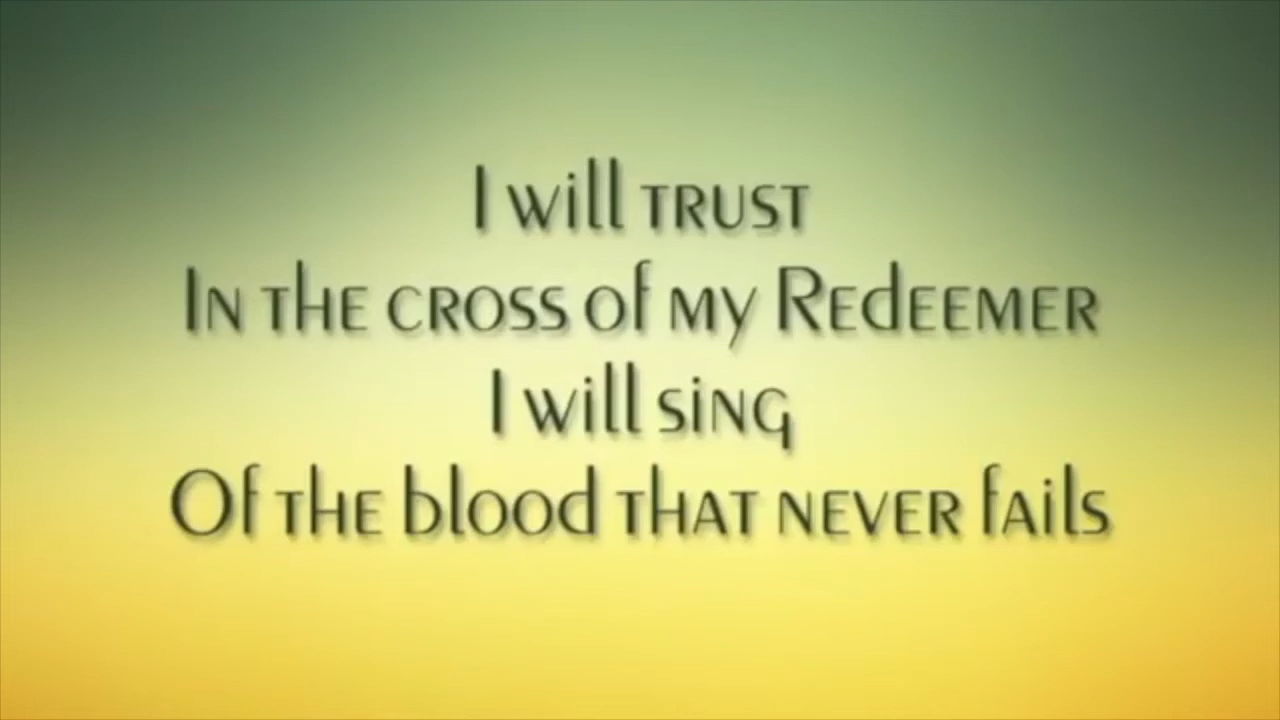 I will trust
In the cross of my Redeemer
I will sing
Of the blood that never fails